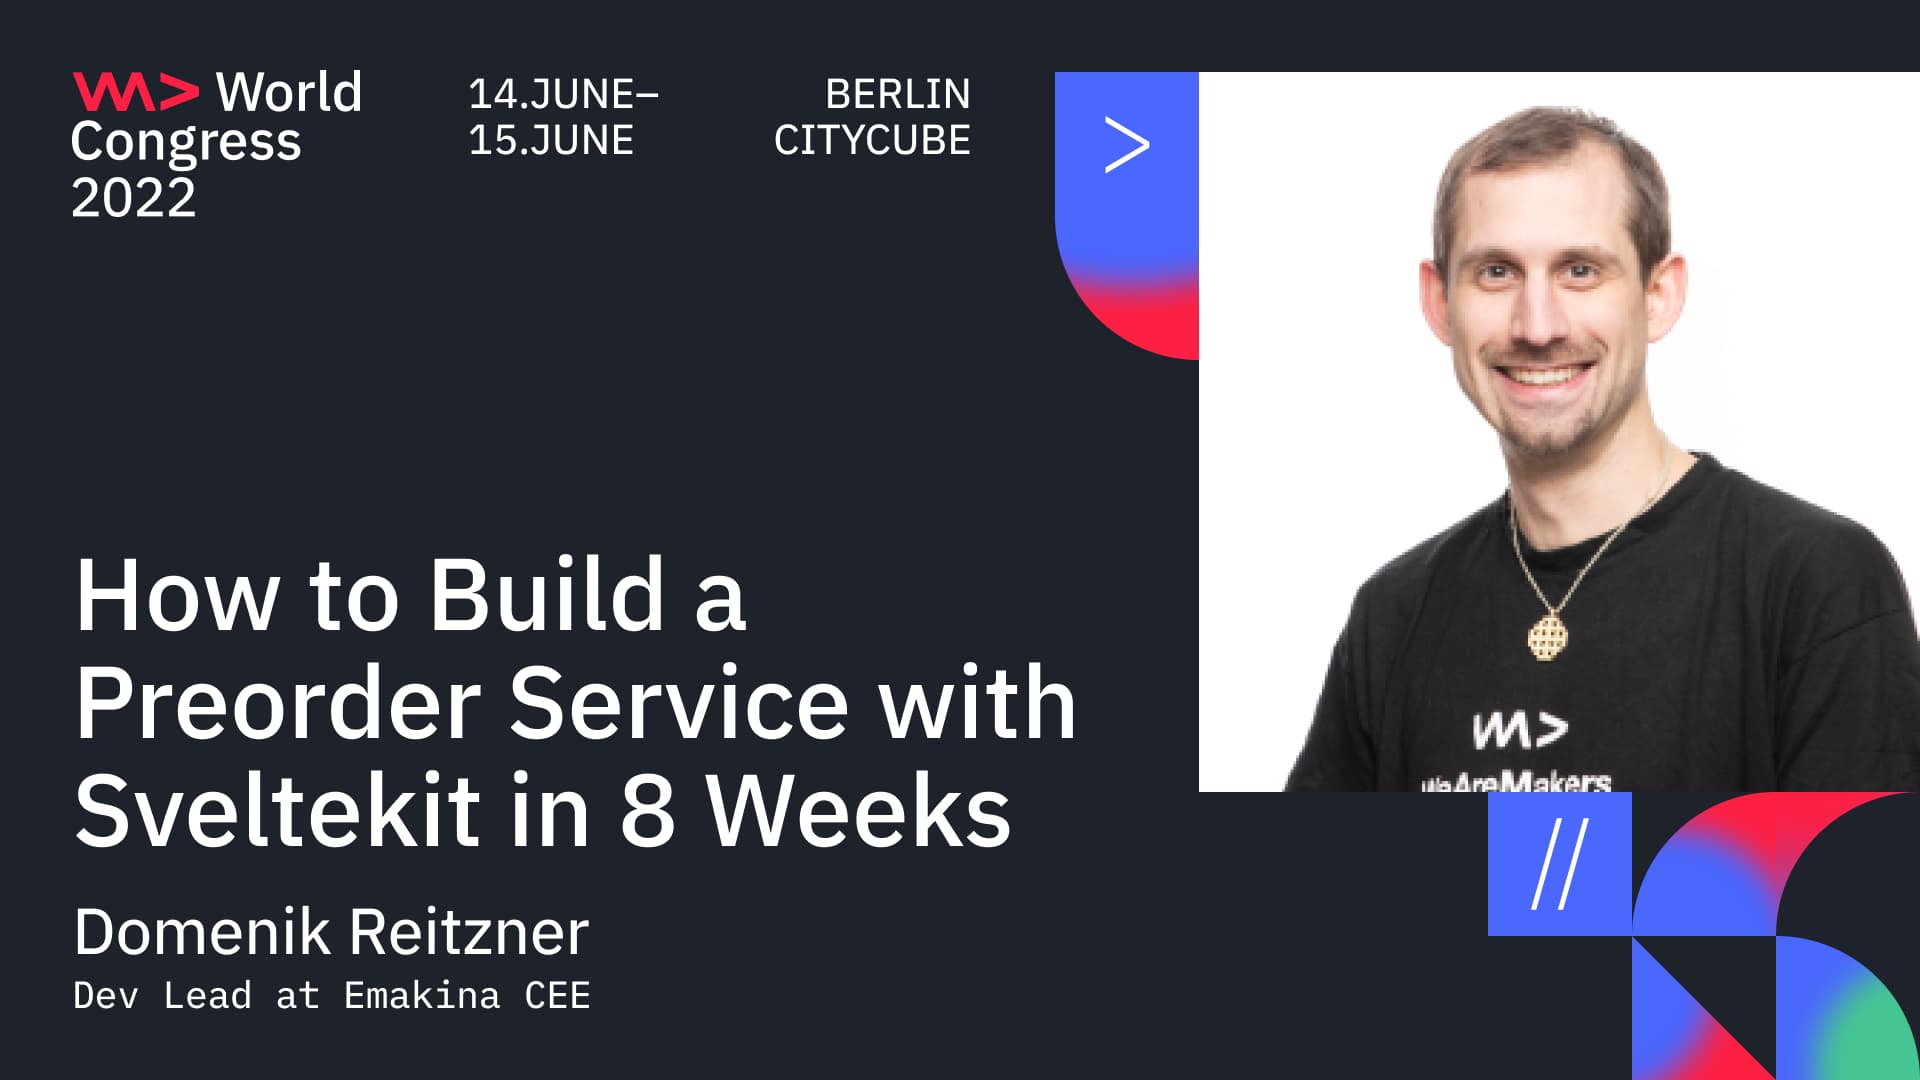 World
Congress
2022
14.JUNE–
15.JUNE
BERLIN
CITYCUBE
>
How to Build a
Preorder Service with
Sveltekit in 8 Weeks
Domenik Reitzner
Dev Lead at Emakina CEE
WeAreMakers
//